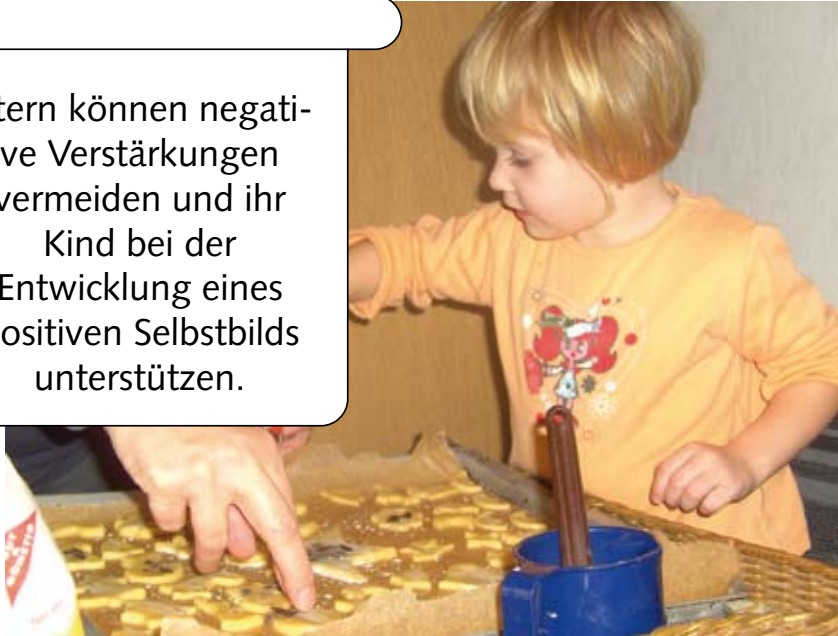 tern können negati-
ve Verstärkungen
vermeiden und ihr
Kind bei der
Entwicklung eines
ositiven Selbstbilds
unterstützen.